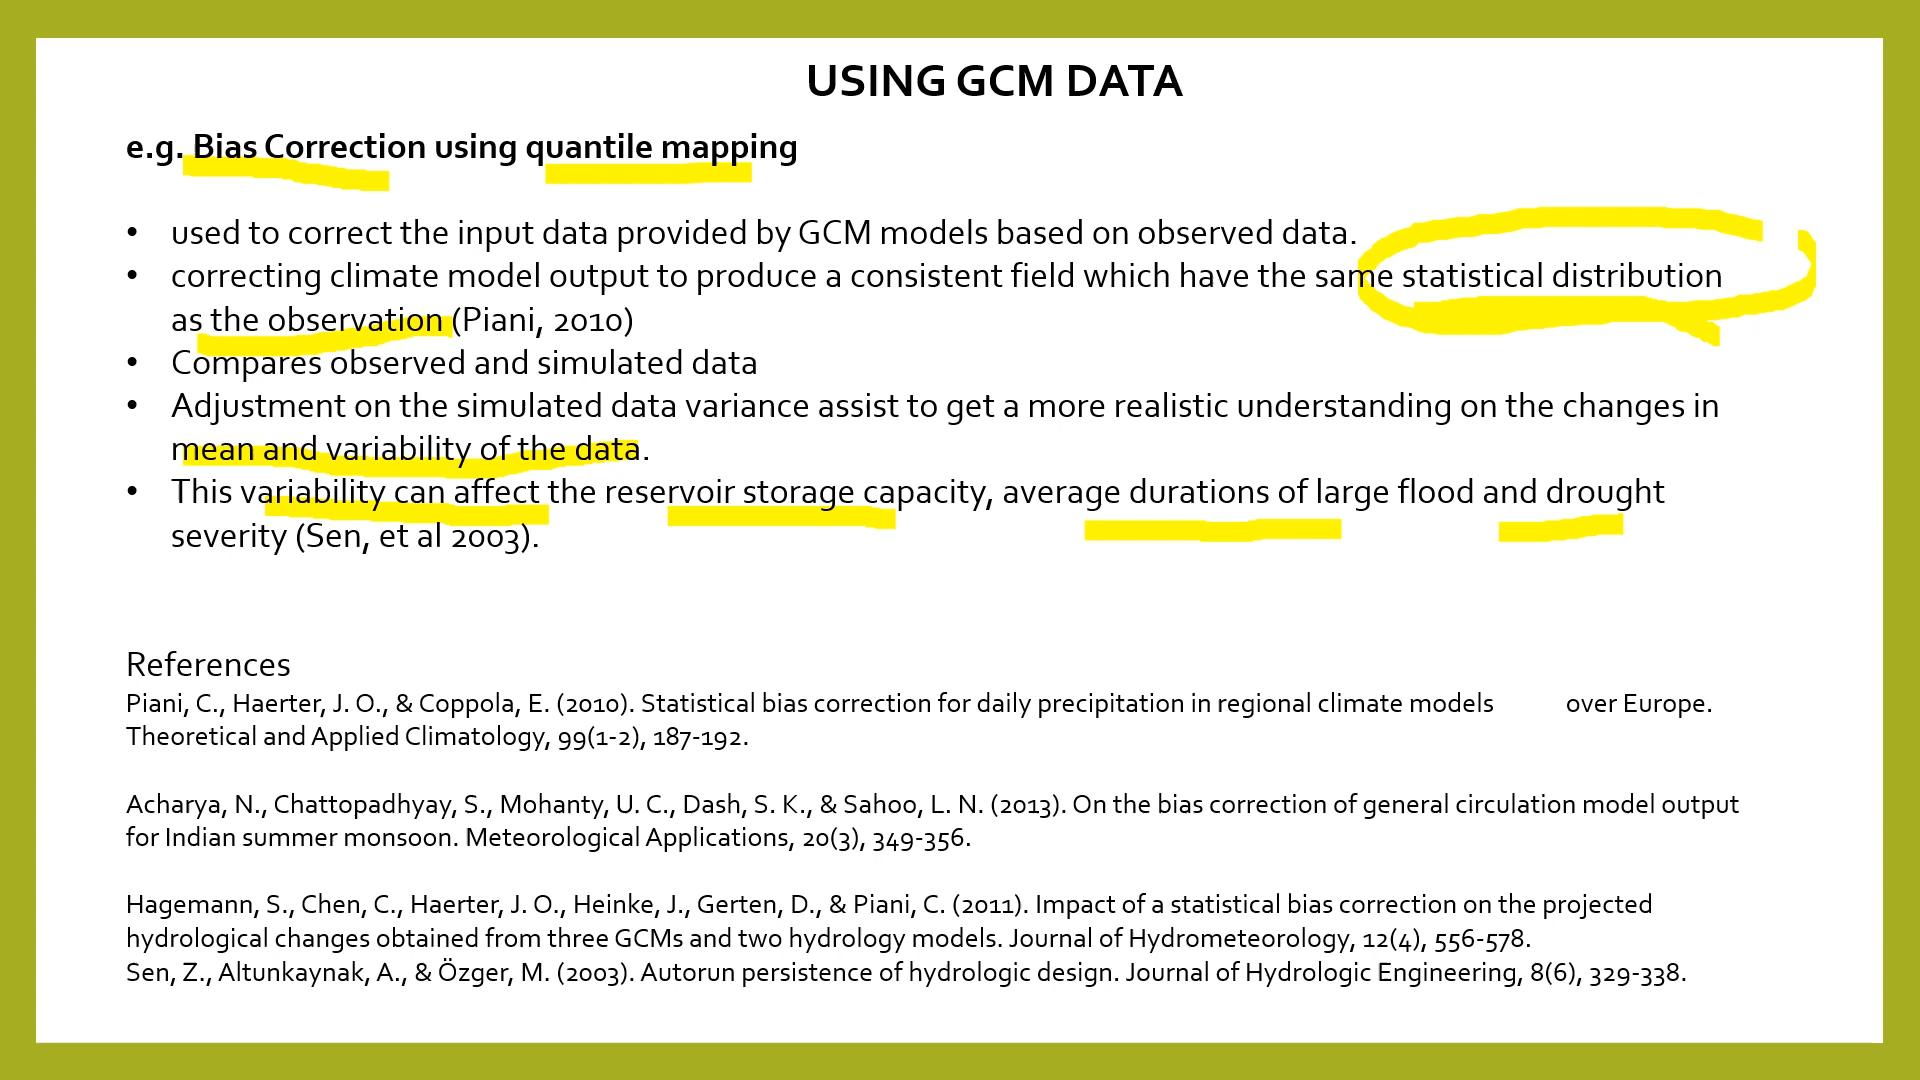 USING GCM DATA
e.g. Bias Correction using quantile mapping
• used to correct the input data provided by GCM models based on observed data.
• correcting climate model output to produce a consistent field which have the same statistical distribution
as the observation (Piani, 2010)
• Compares observed and simulated data
• Adjustment on the simulated data variance assist to get a more realistic understanding on the changes in
mean and variability of the data.
• This variability can affect the reservoir storage capacity, average durations of large flood and drought
severity (Sen, et al 2003).
References
Piani, C., Haerter, J. O., & Coppola, E. (2010). Statistical bias correction for daily precipitation in regional climate models over Europe.
Theoretical and Applied Climatology, 99(1-2), 187-192.
Acharya, N., Chattopadhyay, S., Mohanty, U. C., Dash, S. K., & Sahoo, L. N. (2013). On the bias correction of general circulation model output
for Indian summer monsoon. Meteorological Applications, 20(3), 349-356.
Hagemann, S., Chen, C., Haerter, J. O., Heinke, J., Gerten, D., & Piani, C. (2011). Impact of a statistical bias correction on the projected
hydrological changes obtained from three GCMs and two hydrology models. Journal of Hydrometeorology, 12(4), 556-578.
Sen, Z., Altunkaynak, A., & Özger, M. (2003). Autorun persistence of hydrologic design. Journal of Hydrologic Engineering, 8(6), 329-338.